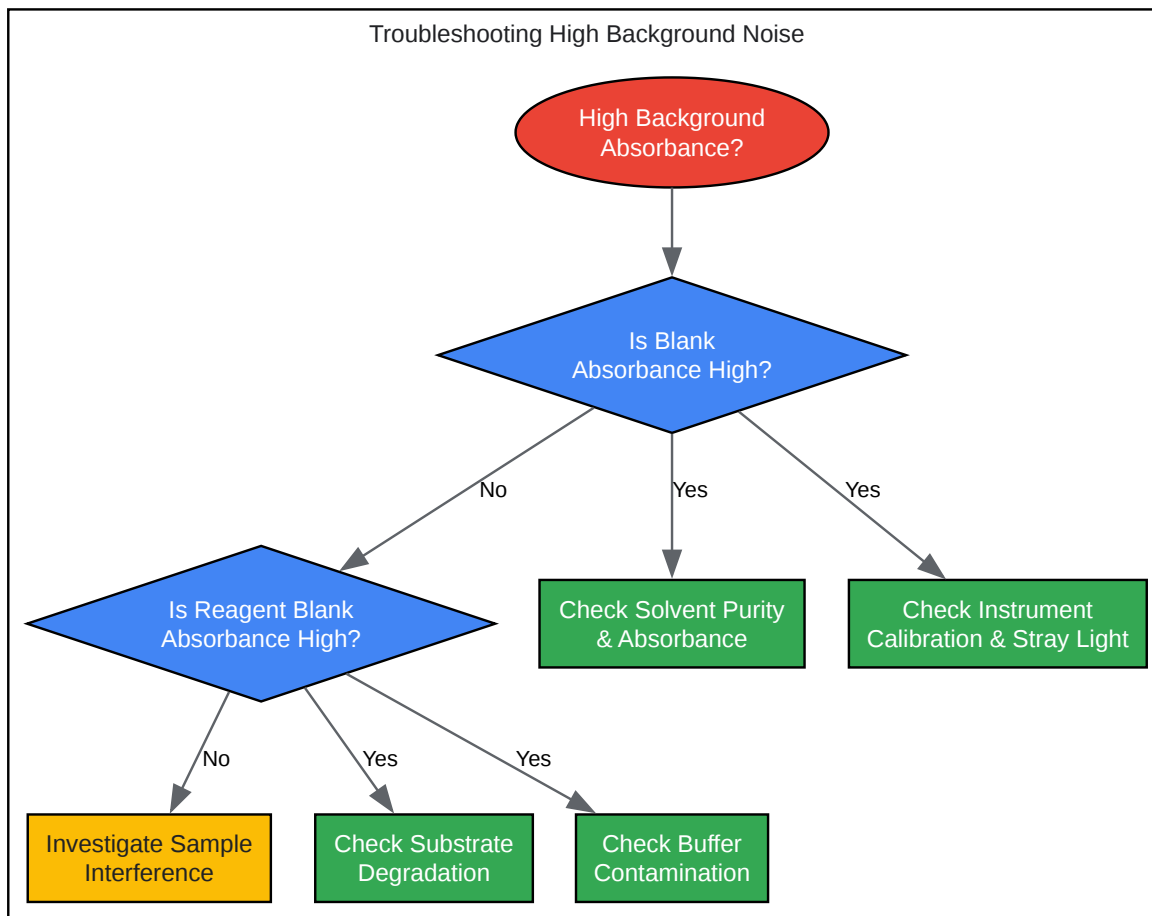 Troubleshooting High Background Noise
High Background
Absorbance?
Is Blank
Absorbance High?
No
Yes
Yes
Is Reagent Blank
Absorbance High?
Check Solvent Purity
& Absorbance
Check Instrument
Calibration & Stray Light
No
Yes
Yes
Investigate Sample
Interference
Check Substrate
Degradation
Check Buffer
Contamination